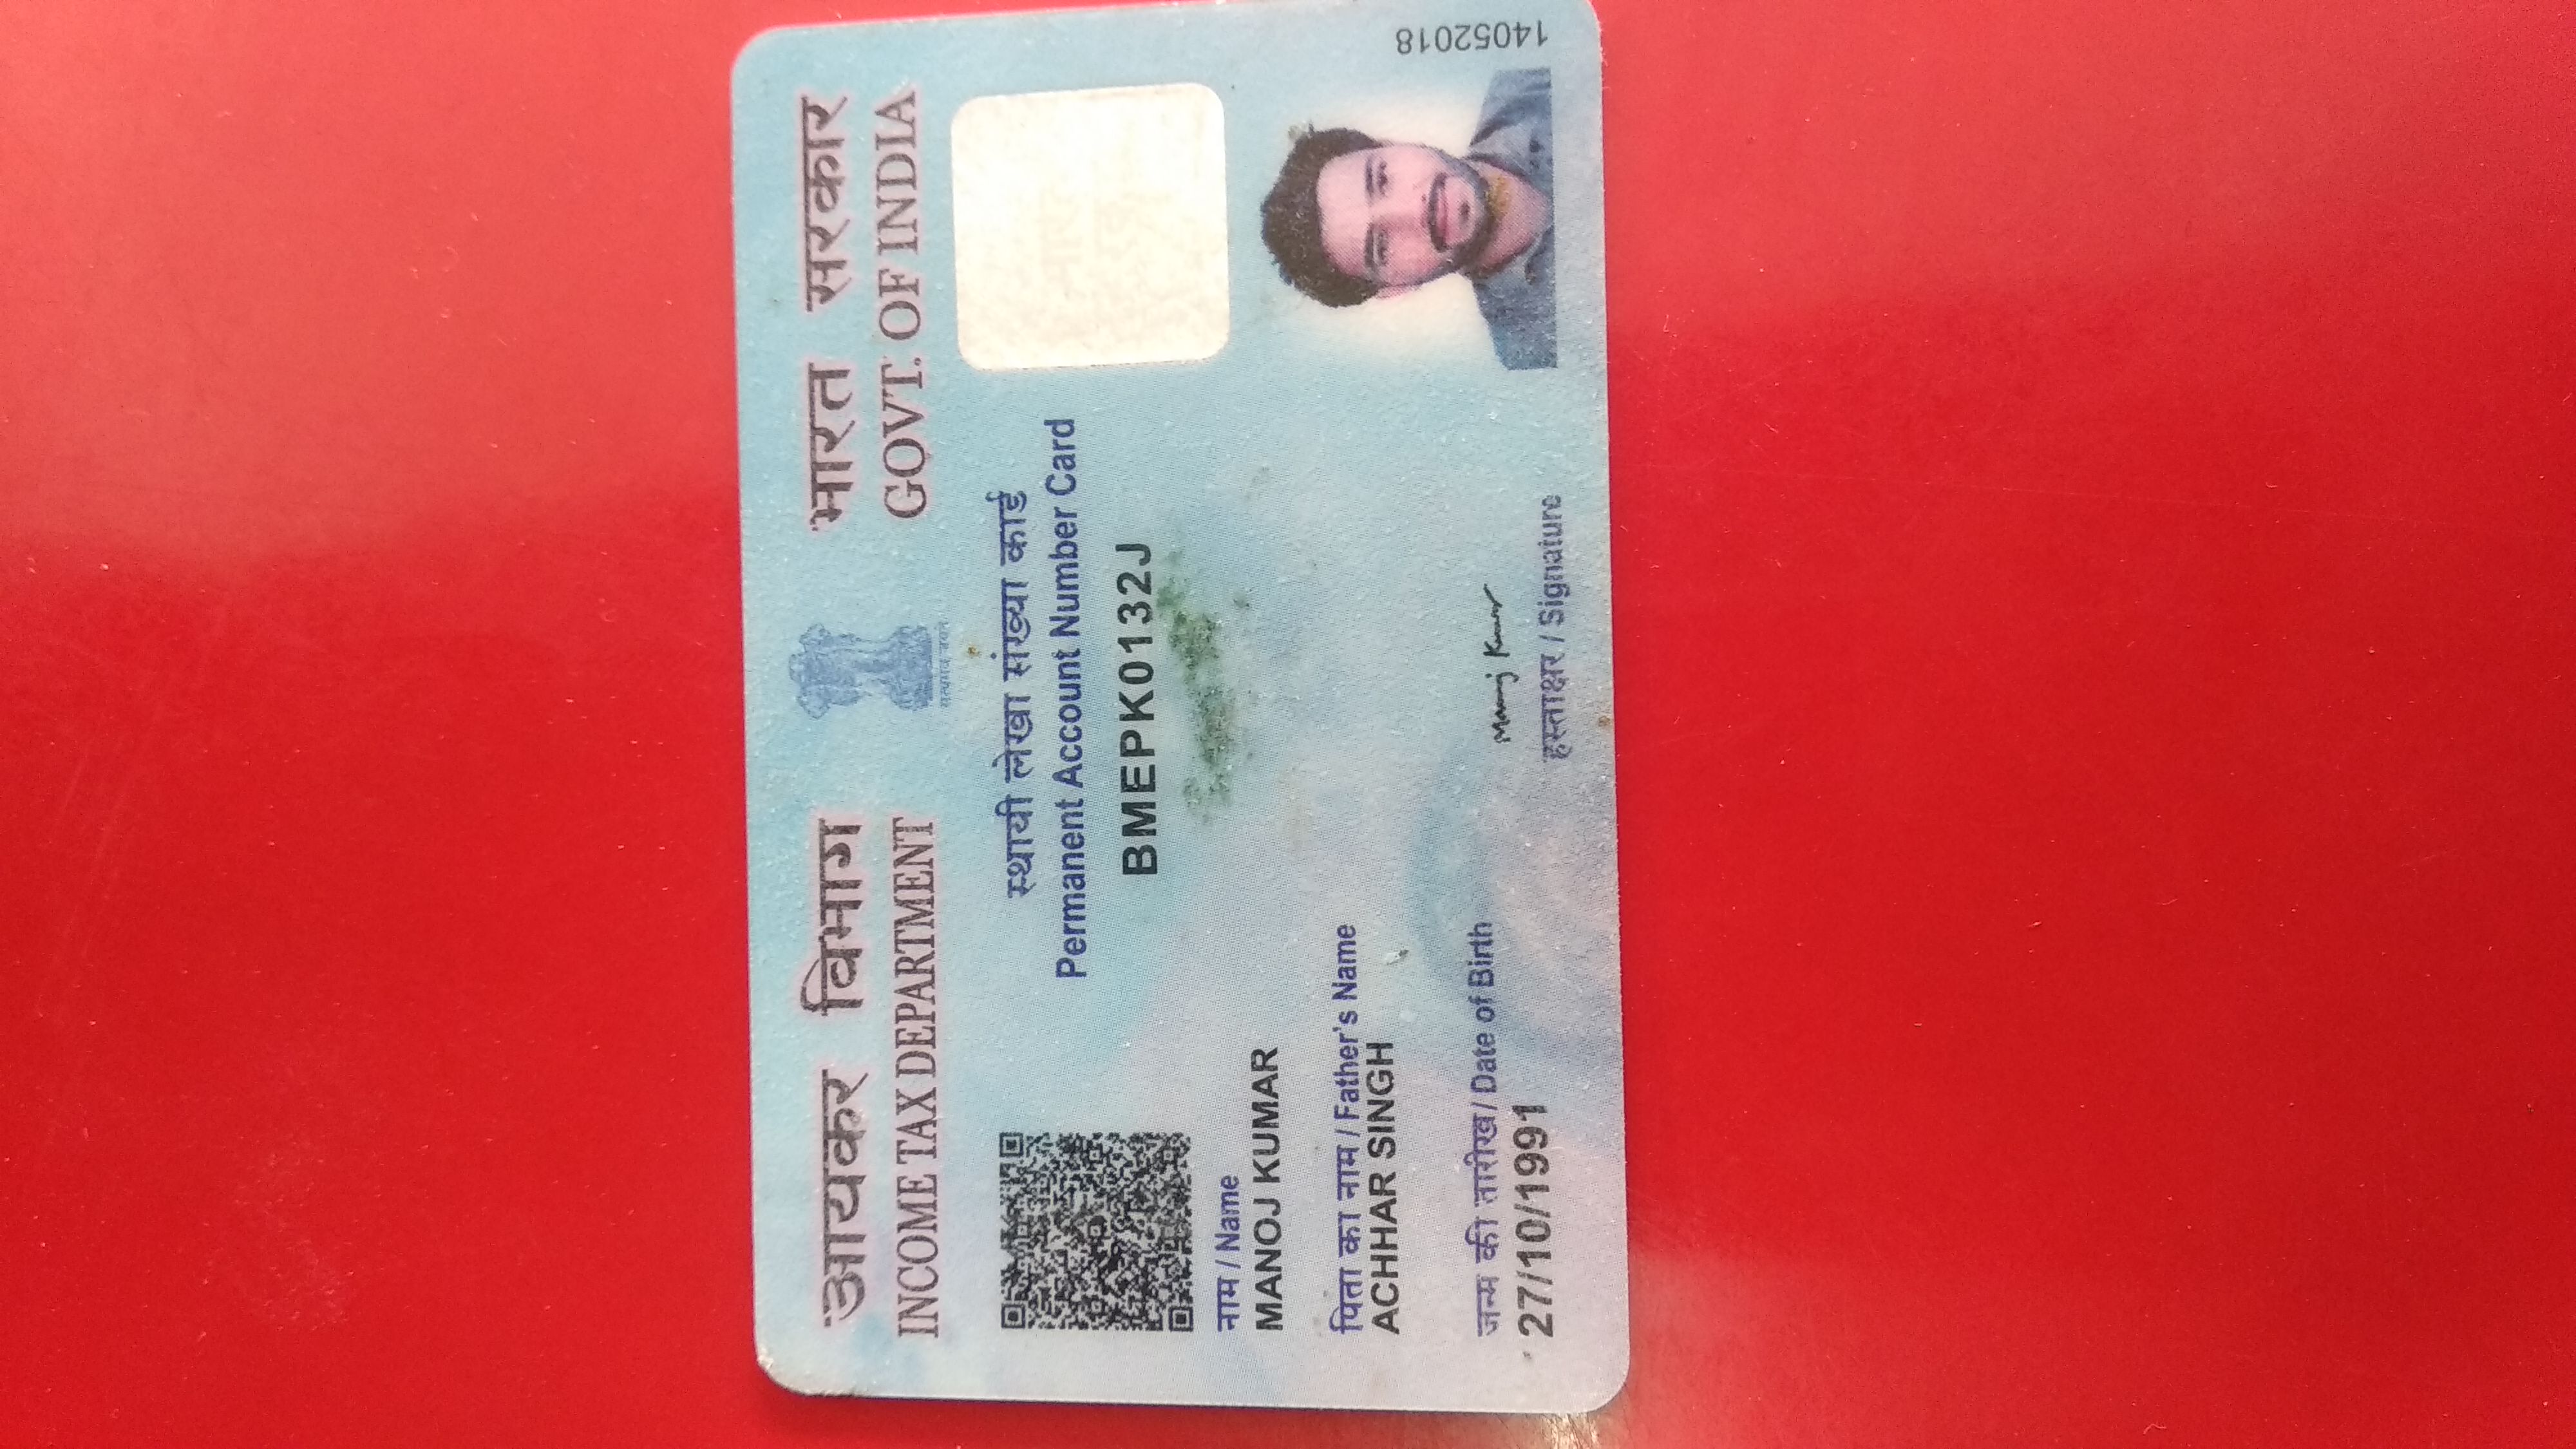 आयकर विभाग
INCOME TAX DEPARTMENT
सत्यमेव जयते
भारत सरकार
GOVT. OF INDIA
स्थायी लेखा संख्या कार्ड
Permanent Account Number Card
BMEPK0132J
नाम / Name
MANOJ KUMAR
पिता का नाम / Father's Name
ACHHAR SINGH
जन्म की तारीख / Date of Birth
27/10/1991
Manoj Kumar
हस्ताक्षर / Signature
14052018